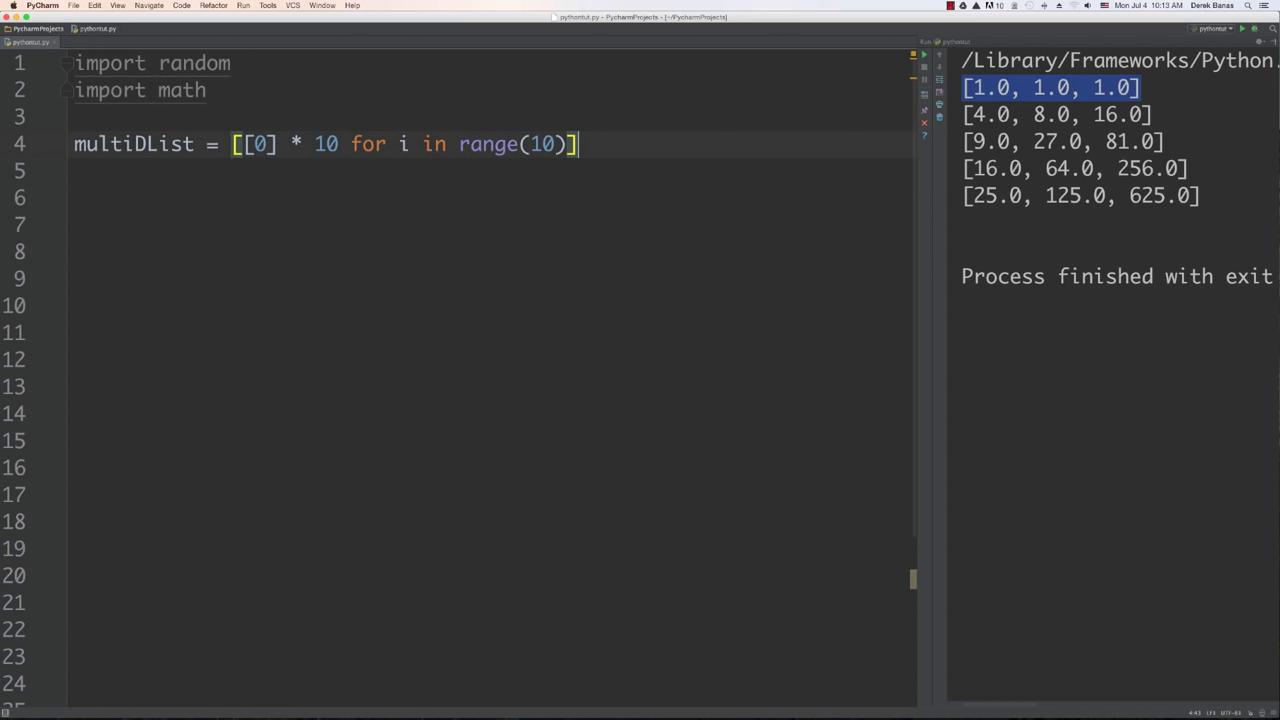 PyCharm File Edit View Navigate Code Refactor Run Tools VCS Window Help 10 Mon Jul 4 10:13 AM Derek Banas
pythontut.py - PycharmProjects - [~/PycharmProjects]
PycharmProjects pythontut.py pythontut
pythontut.py
Run pythontut
1 import random
2 import math
3
4 multiDList = [[0] * 10 for i in range(10)]
5
6
7
8
9
10
11
12
13
14
15
16
17
18
19
20
21
22
23
24
/Library/Frameworks/Python.
[1.0, 1.0, 1.0]
[4.0, 8.0, 16.0]
[9.0, 27.0, 81.0]
[16.0, 64.0, 256.0]
[25.0, 125.0, 625.0]
Process finished with exit
4:43 LF÷ UTF-8÷